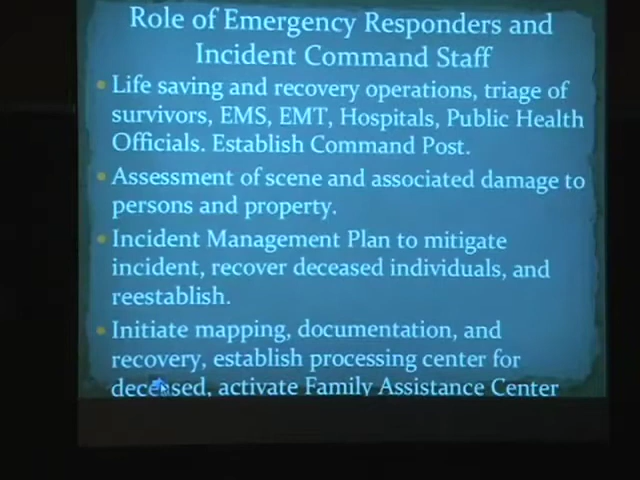 Role of Emergency Responders and
Incident Command Staff
• Life saving and recovery operations, triage of
survivors, EMS, EMT, Hospitals, Public Health
Officials. Establish Command Post.
• Assessment of scene and associated damage to
persons and property.
• Incident Management Plan to mitigate
incident, recover deceased individuals, and
reestablish.
• Initiate mapping, documentation, and
recovery, establish processing center for
deceased, activate Family Assistance Center